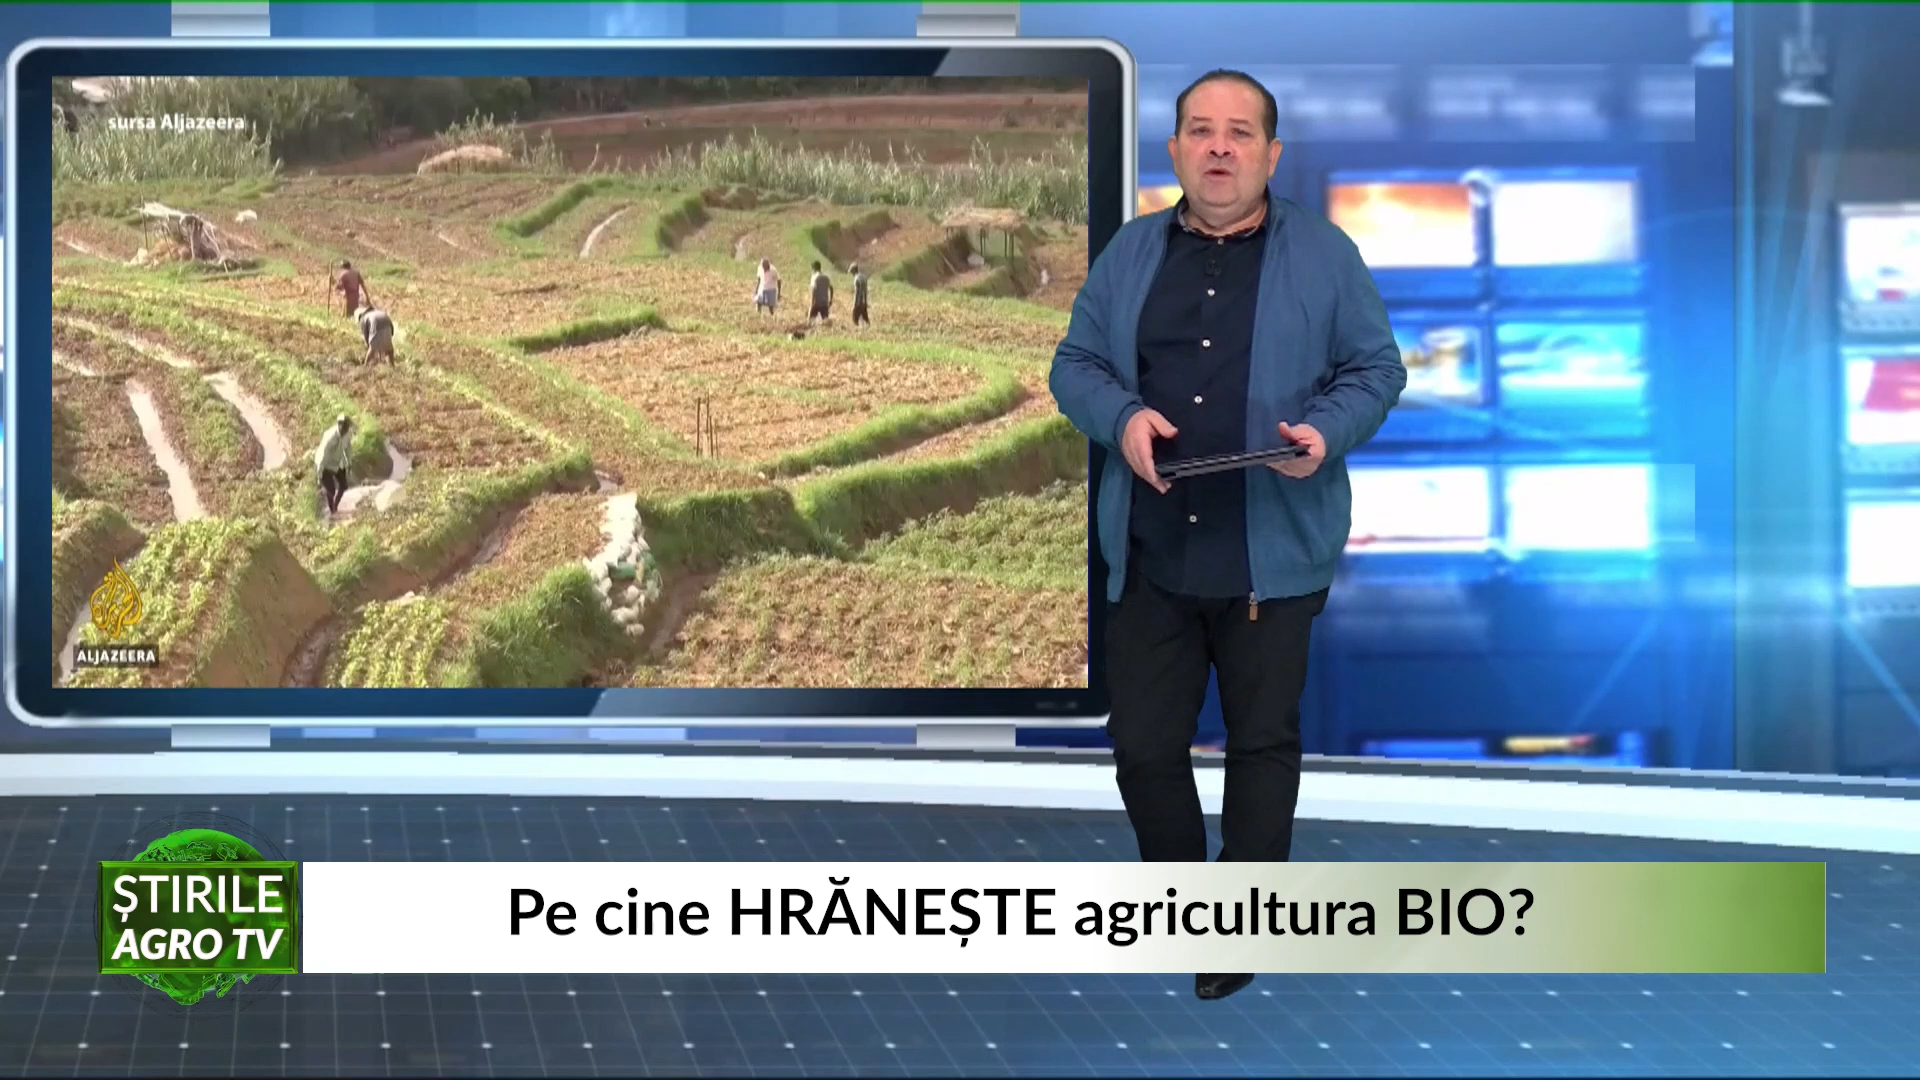 sursa Aljazeera
ALJAZEERA
ȘTIRILE
AGRO TV
Pe cine HRĂNEȘTE agricultura BIO?